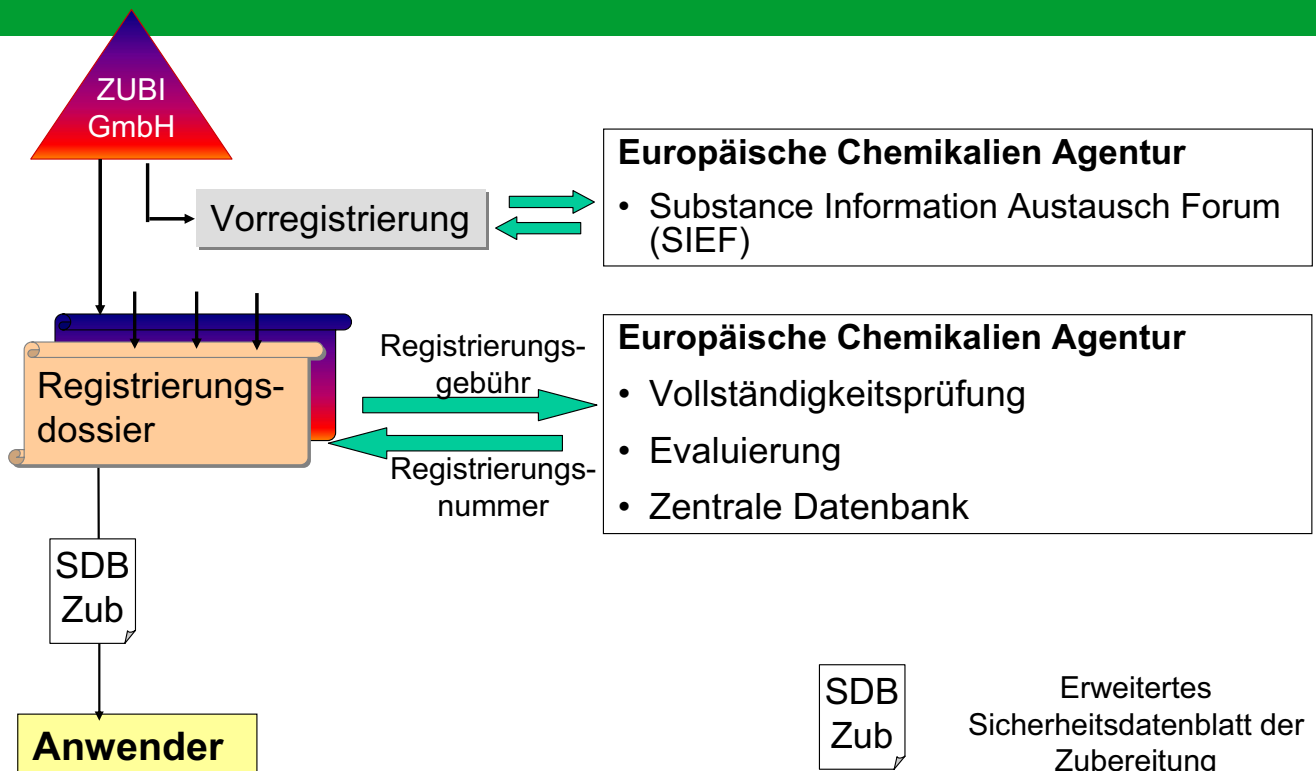 ZUBI
GmbH
Vorregistrierung
Europäische Chemikalien Agentur
• Substance Information Austausch Forum
(SIEF)
Registrierungs-
dossier
Registrierungs-
gebühr
Registrierungs-
nummer
Europäische Chemikalien Agentur
• Vollständigkeitsprüfung
• Evaluierung
• Zentrale Datenbank
SDB
Zub
Anwender
SDB
Zub
Erweitertes
Sicherheitsdatenblatt der
Zubereitung